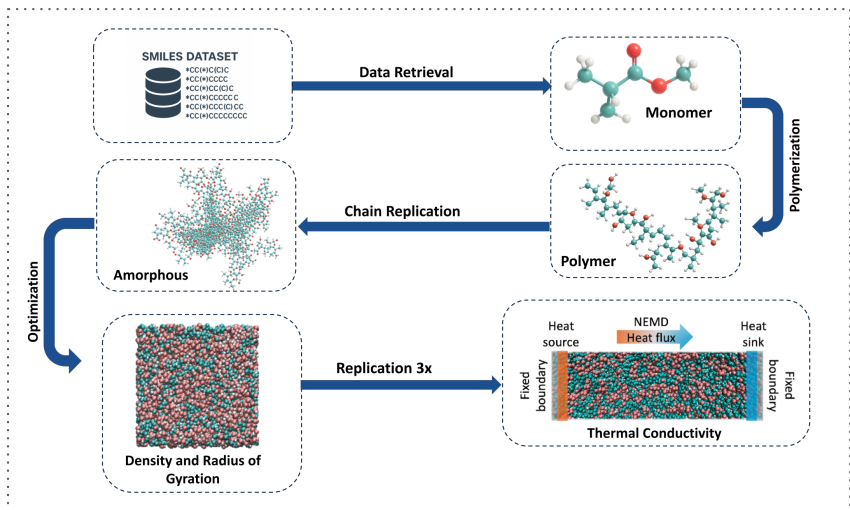 SMILES DATASET
*CC(*)C(C)C
*CC(*)CCCC
*CC(*)CC(C)C
*CC(*)CCCCC C
*CC(*)CCC(C) CC
*CC(*)CCCCCCCC
Data Retrieval
Monomer
Polymerization
Chain Replication
Polymer
Amorphous
Optimization
Density and Radius of
Gyration
Replication 3x
NEMD
Heat
source
Heat flux
Heat
sink
Fixed
boundary
Fixed
boundary
Thermal Conductivity